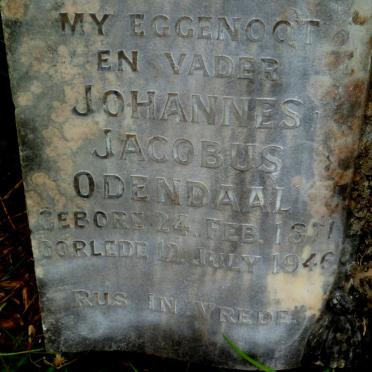 MY EGGENOOT
EN VADER
JOHANNES
JACOBUS
ODENDAAL
GEBORE 24. FEB.
OORLEDE 12. JULY 1946
RUS IN VREDE.